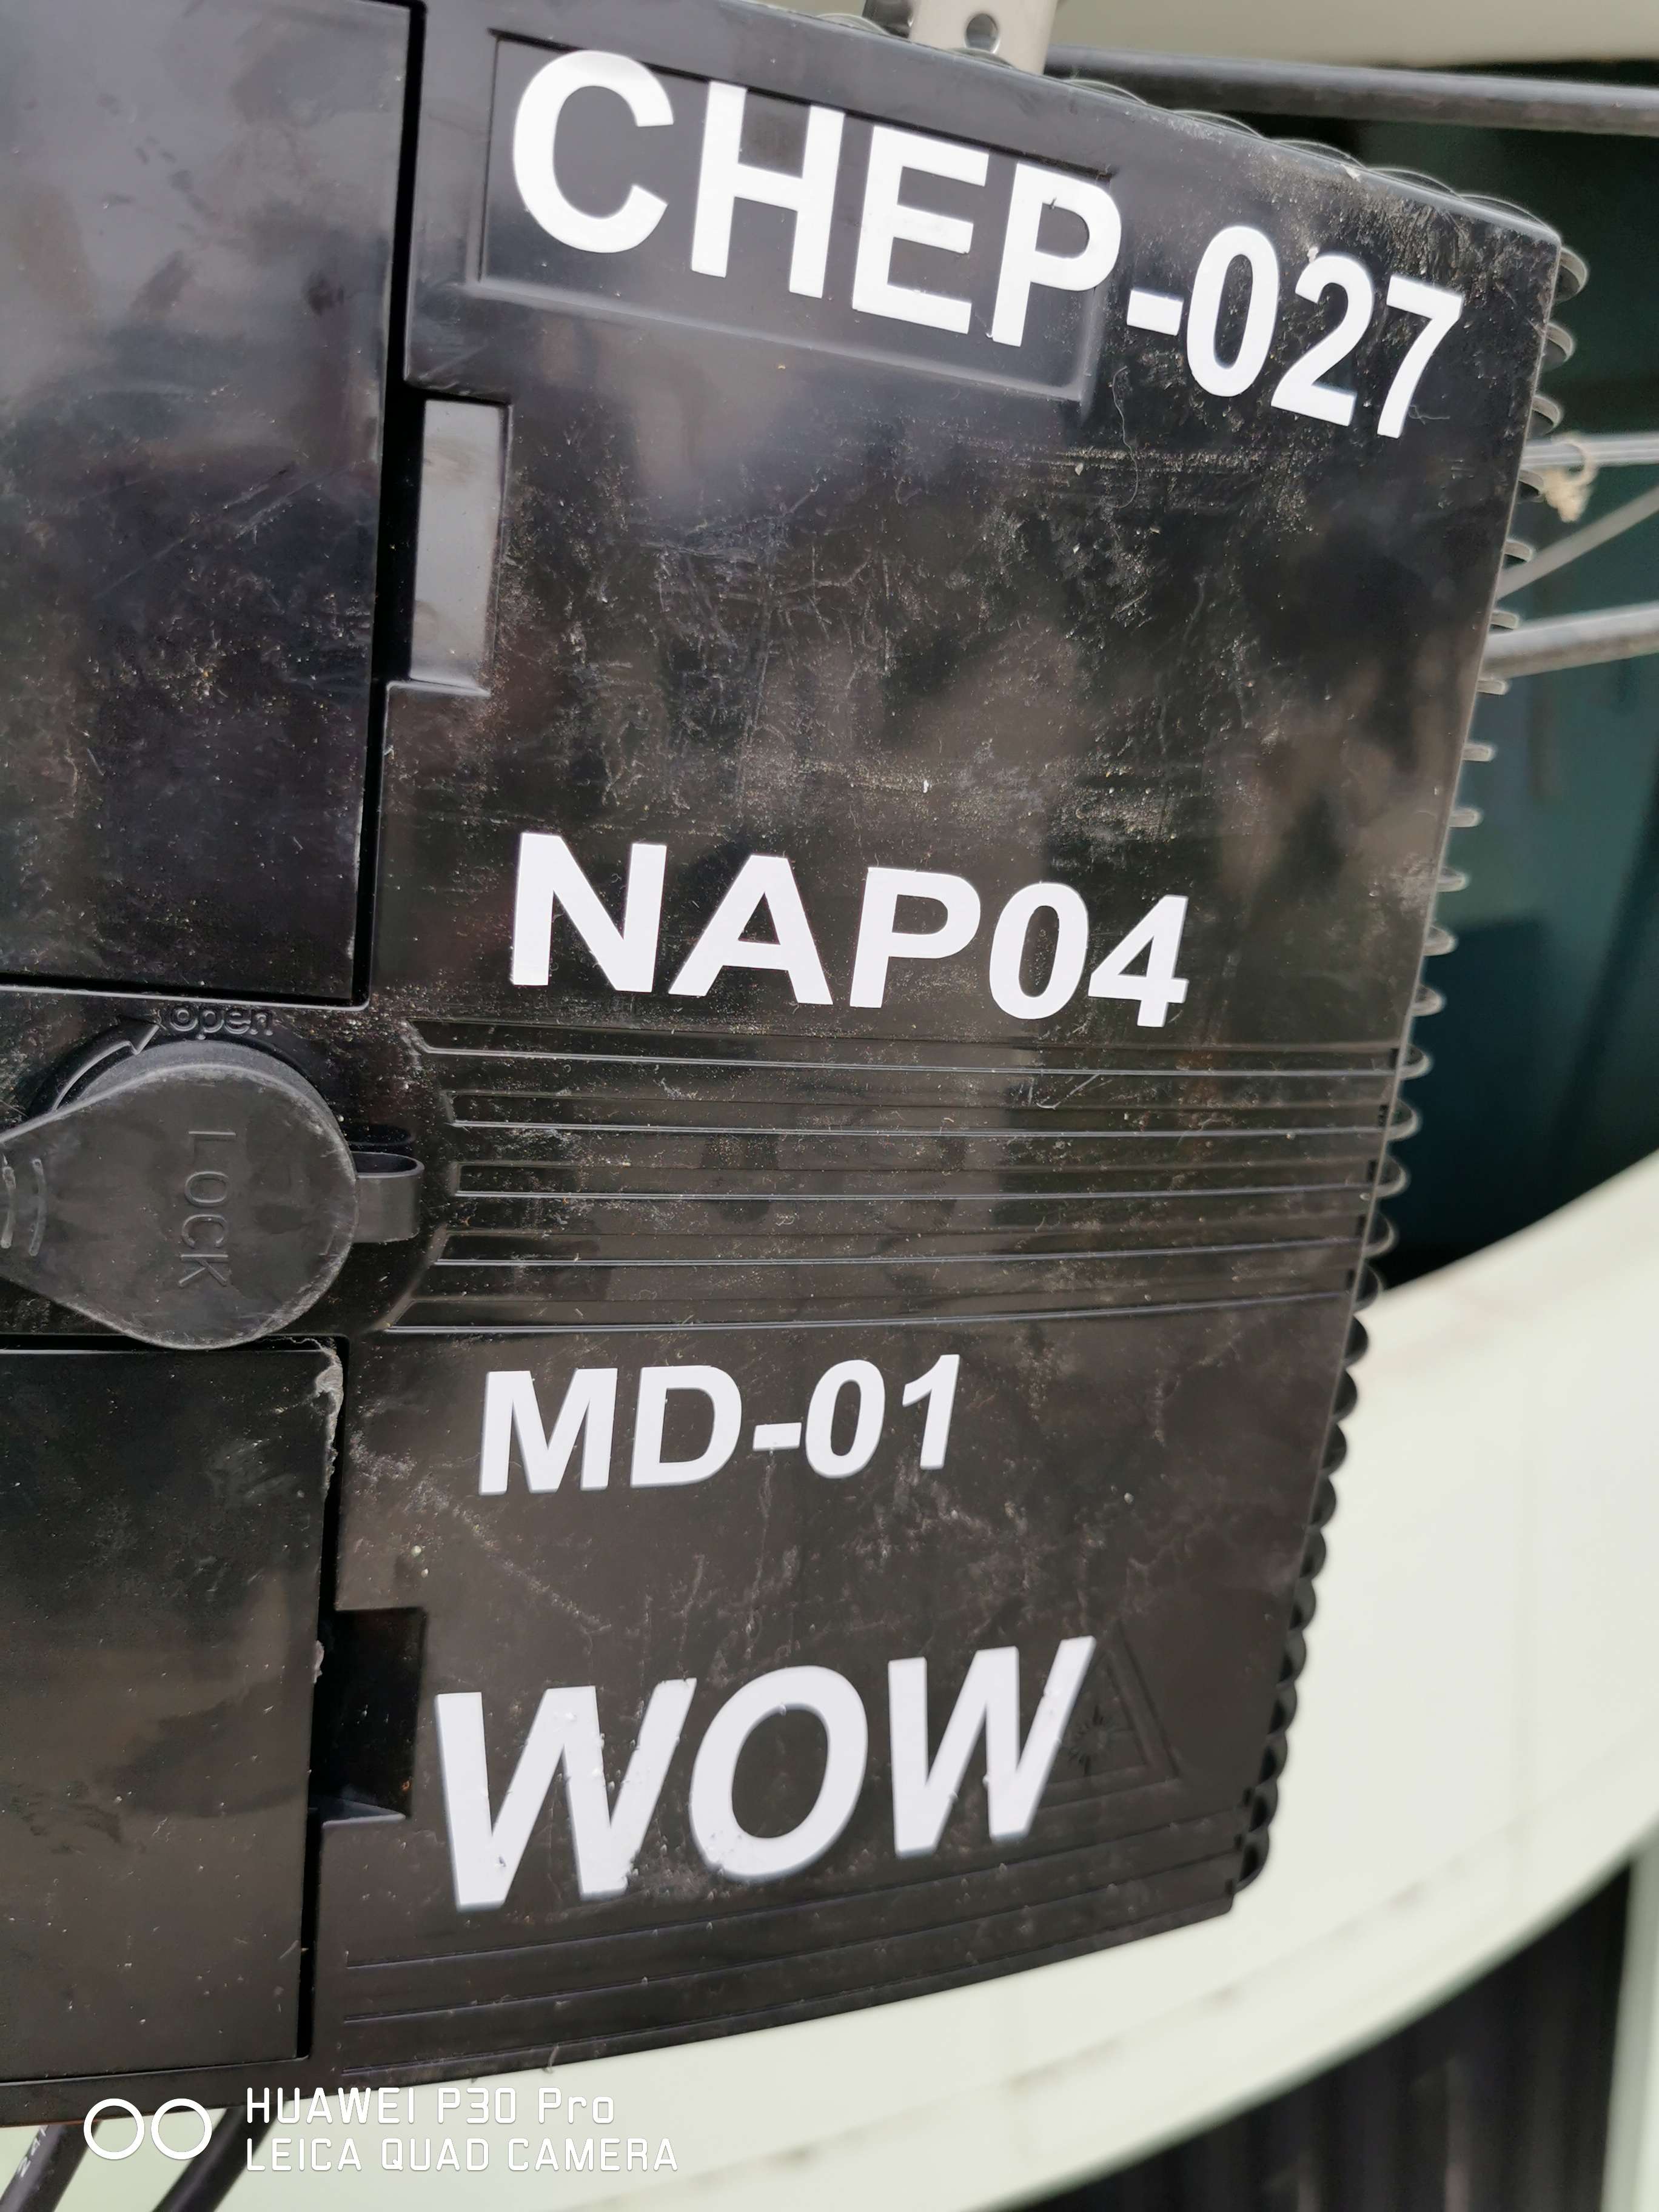 CHEP-027
NAP04
open
LOCK
MD-01
WOW
HUAWEI P30 Pro
LEICA QUAD CAMERA